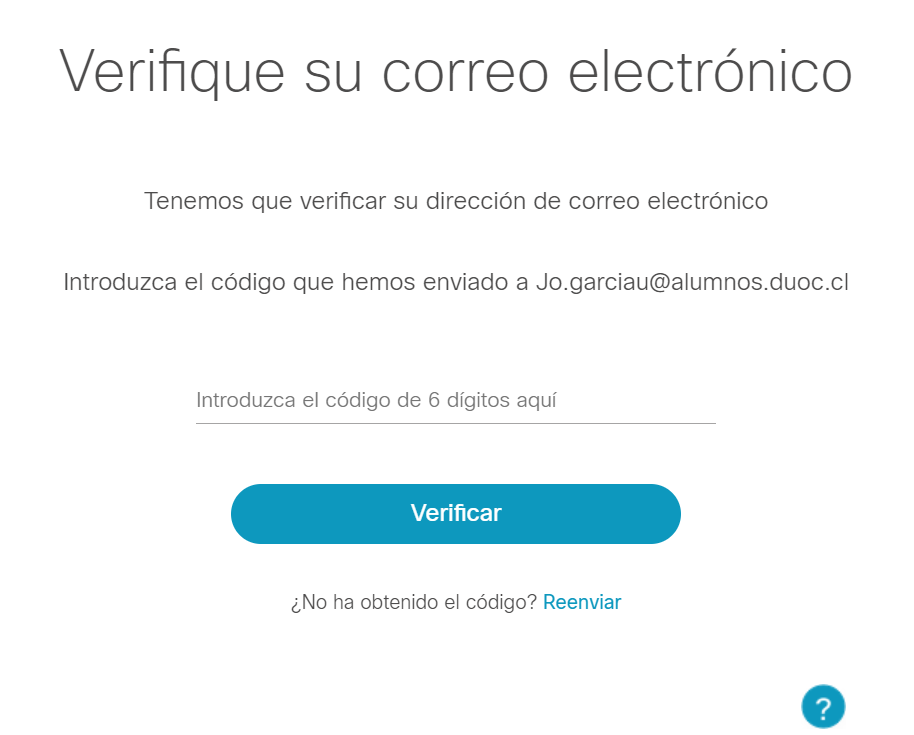 Verifique su correo electrónico
Tenemos que verificar su dirección de correo electrónico
Introduzca el código que hemos enviado a Jo.garciau@alumnos.duoc.cl
Introduzca el código de 6 dígitos aquí
Verificar
¿No ha obtenido el código? Reenviar
?